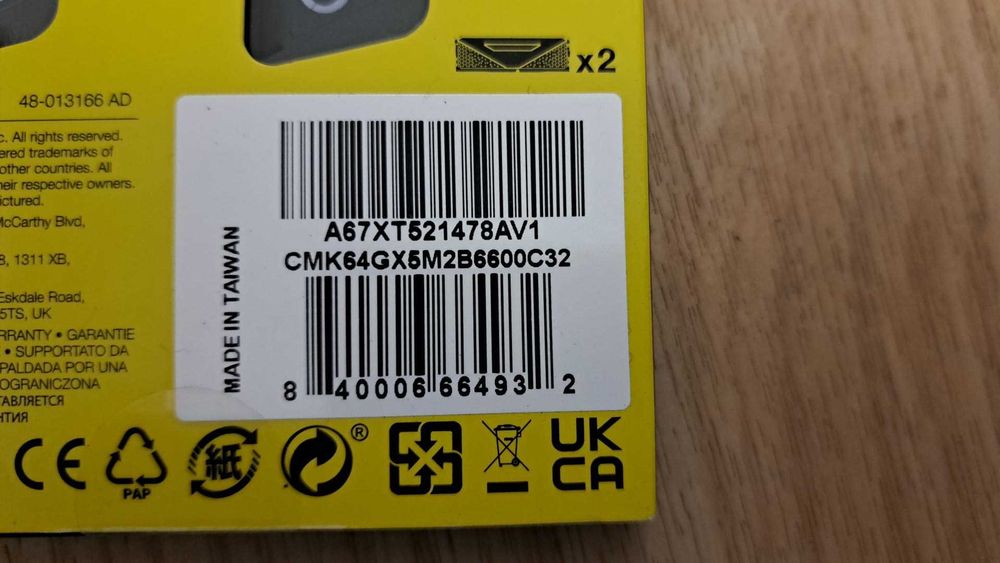 x2
48-013166 AD
c. All rights reserved.
ered trademarks of
other countries. All
heir respective owners.
ictured.
McCarthy Blvd,
8, 1311 XB,
Eskdale Road,
5TS, UK
RRANTY • GARANTIE
• SUPPORTATO DA
PALDADA POR UNA
OGRANICZONA
ТАВЛЯЕТСЯ
НТИЯ
MADE IN TAIWAN
A67XT521478AV1
CMK64GX5M2B6600C32
8 40006 66493 2
CE
PAP
紙
®
UK
CA